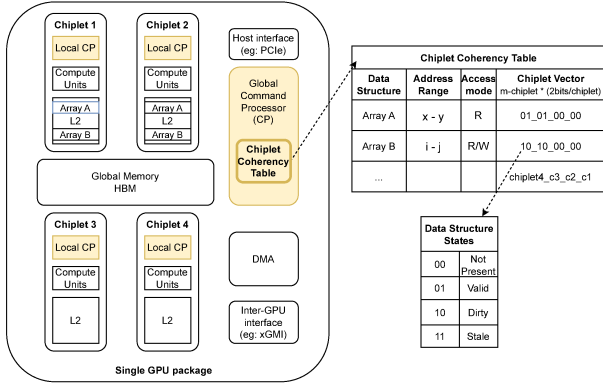 Chiplet 1
Local CP
Compute
Units
Array A
L2
Array B
Chiplet 2
Local CP
Compute
Units
Array A
L2
Array B
Host interface
(eg: PCIe)
Global
Command
Processor
(CP)
Chiplet
Coherency
Table
Global Memory
HBM
Chiplet 3
Local CP
Compute
Units
L2
Chiplet 4
Local CP
Compute
Units
L2
DMA
Inter-GPU
interface
(eg: xGMI)
Single GPU package
Chiplet Coherency Table
Data
Structure
Address
Range
Access
mode
Chiplet Vector
m-chiplet * (2bits/chiplet)
Array A
x - y
R
01_01_00_00
Array B
i - j
R/W
10_10_00_00
...
chiplet4_c3_c2_c1
Data Structure
States
00
Not
Present
01
Valid
10
Dirty
11
Stale